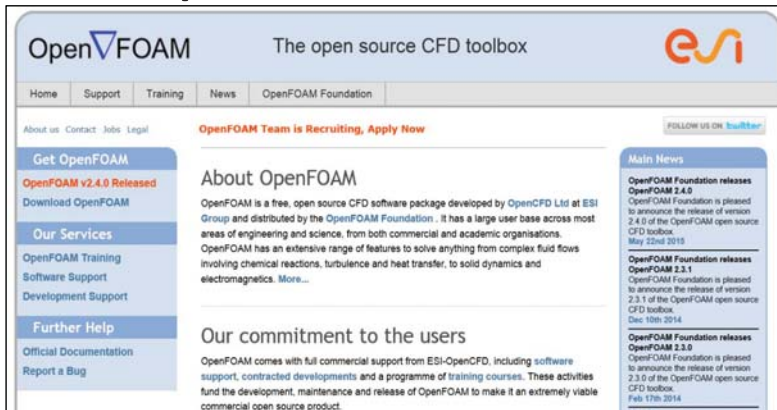 Open∇FOAM
The open source CFD toolbox
esi
Home Support Training News OpenFOAM Foundation
About us Contact Jobs Legal
OpenFOAM Team is Recruiting, Apply Now
FOLLOW US ON twitter
Get OpenFOAM
OpenFOAM v2.4.0 Released
Download OpenFOAM
Our Services
OpenFOAM Training
Software Support
Development Support
Further Help
Official Documentation
Report a Bug
About OpenFOAM
OpenFOAM is a free, open source CFD software package developed by OpenCFD Ltd at ESI
Group and distributed by the OpenFOAM Foundation . It has a large user base across most
areas of engineering and science, from both commercial and academic organisations.
OpenFOAM has an extensive range of features to solve anything from complex fluid flows
involving chemical reactions, turbulence and heat transfer, to solid dynamics and
electromagnetics. More...
Our commitment to the users
OpenFOAM comes with full commercial support from ESI-OpenCFD, including software
support, contracted developments and a programme of training courses. These activities
fund the development, maintenance and release of OpenFOAM to make it an extremely viable
commercial open source product.
Main News
OpenFOAM Foundation releases
OpenFOAM 2.4.0
OpenFOAM Foundation is pleased
to announce the release of version
2.4.0 of the OpenFOAM open source
CFD toolbox.
May 22nd 2015
OpenFOAM Foundation releases
OpenFOAM 2.3.1
OpenFOAM Foundation is pleased
to announce the release of version
2.3.1 of the OpenFOAM open source
CFD toolbox.
Dec 10th 2014
OpenFOAM Foundation releases
OpenFOAM 2.3.0
OpenFOAM Foundation is pleased
to announce the release of version
2.3.0 of the OpenFOAM open source
CFD toolbox.
Feb 17th 2014